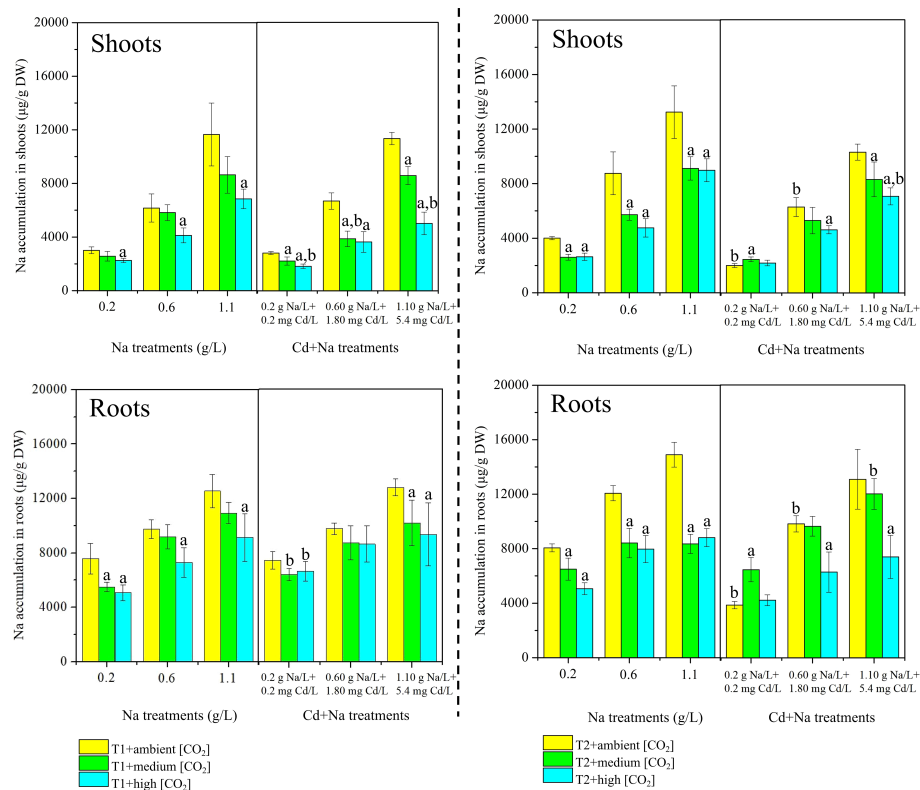 Shoots
Na accumulation in shoots (µg/g DW)
20000
16000
12000
8000
4000
0
a
a
a
a
a,b
a,b
a
a
a,b
0.2
0.6
1.1
0.2 g Na/L+
0.2 mg Cd/L
0.60 g Na/L+
1.80 mg Cd/L
1.10 g Na/L+
5.4 mg Cd/L
Na treatments (g/L)
Cd+Na treatments
Shoots
Na accumulation in shoots (µg/g DW)
20000
16000
12000
8000
4000
0
a
a
a
a
a
a
b
a
b
a
a
a,b
0.2
0.6
1.1
0.2 g Na/L+
0.2 mg Cd/L
0.60 g Na/L+
1.80 mg Cd/L
1.10 g Na/L+
5.4 mg Cd/L
Na treatments (g/L)
Cd+Na treatments
Roots
Na accumulation in roots (µg/g DW)
20000
16000
12000
8000
4000
0
a
a
a
a
b
b
a
a
0.2
0.6
1.1
0.2 g Na/L+
0.2 mg Cd/L
0.60 g Na/L+
1.80 mg Cd/L
1.10 g Na/L+
5.4 mg Cd/L
Na treatments (g/L)
Cd+Na treatments
T1+ambient [CO₂]
T1+medium [CO₂]
T1+high [CO₂]
Roots
Na accumulation in roots (µg/g DW)
20000
16000
12000
8000
4000
0
a
a
a
a
a
a
b
a
b
a
b
a
0.2
0.6
1.1
0.2 g Na/L+
0.2 mg Cd/L
0.60 g Na/L+
1.80 mg Cd/L
1.10 g Na/L+
5.4 mg Cd/L
Na treatments (g/L)
Cd+Na treatments
T2+ambient [CO₂]
T2+medium [CO₂]
T2+high [CO₂]